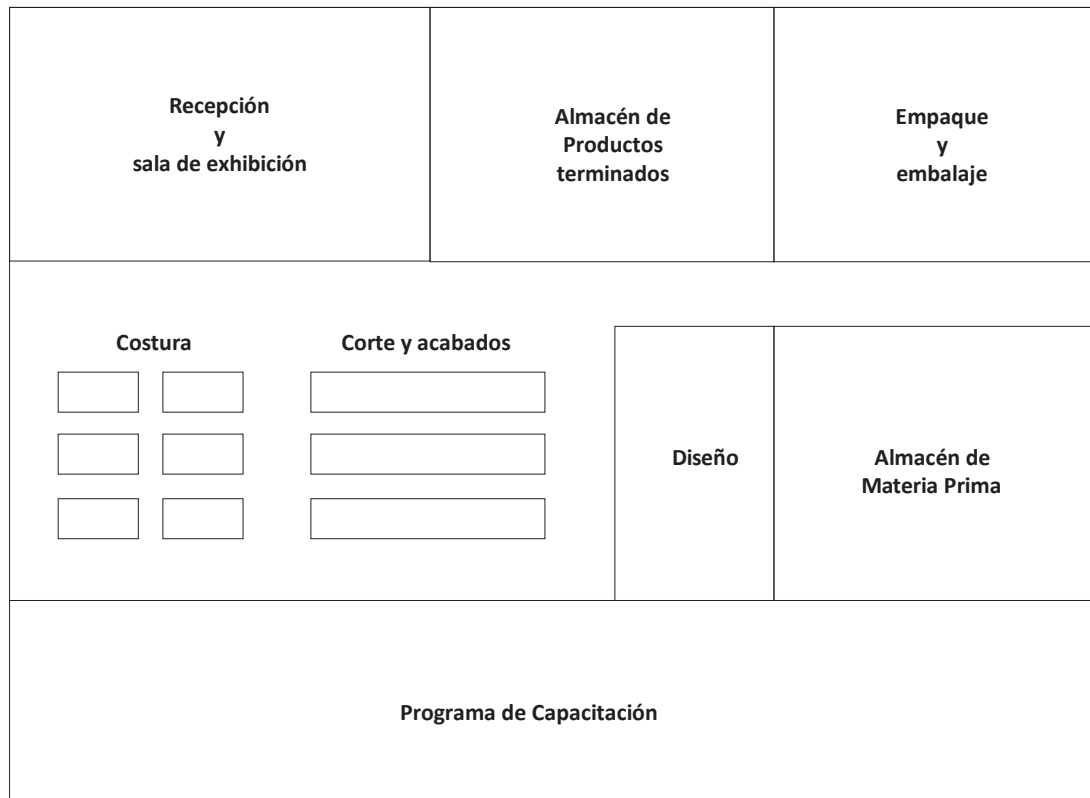 Recepción
y
sala de exhibición
Almacén de
Productos
terminados
Empaque
y
embalaje
Costura
Corte y acabados
Diseño
Almacén de
Materia Prima
Programa de Capacitación